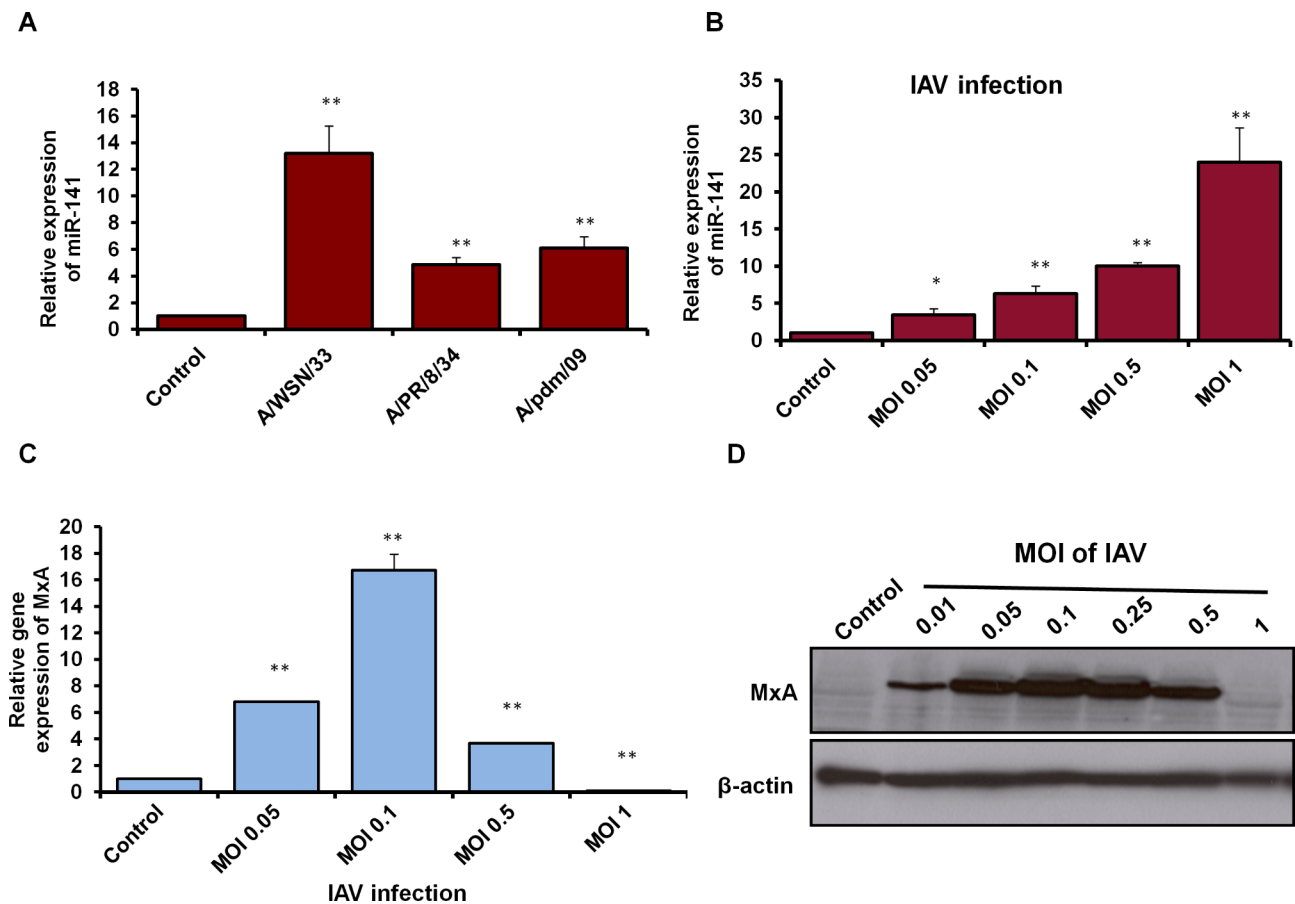 A
Relative expression
of miR-141
18
16
14
12
10
8
6
4
2
0
**
**
**
Control
A/WSN/33
A/PR/8/34
A/pdm/09
B
IAV infection
Relative expression
of miR-141
35
30
25
20
15
10
5
0
*
**
**
**
Control
MOI 0.05
MOI 0.1
MOI 0.5
MOI 1
C
Relative gene
expression of MxA
20
18
16
14
12
10
8
6
4
2
0
**
**
**
**
Control
MOI 0.05
MOI 0.1
MOI 0.5
MOI 1
IAV infection
D
MOI of IAV
Control
0.01
0.05
0.1
0.25
0.5
1
MxA
β-actin